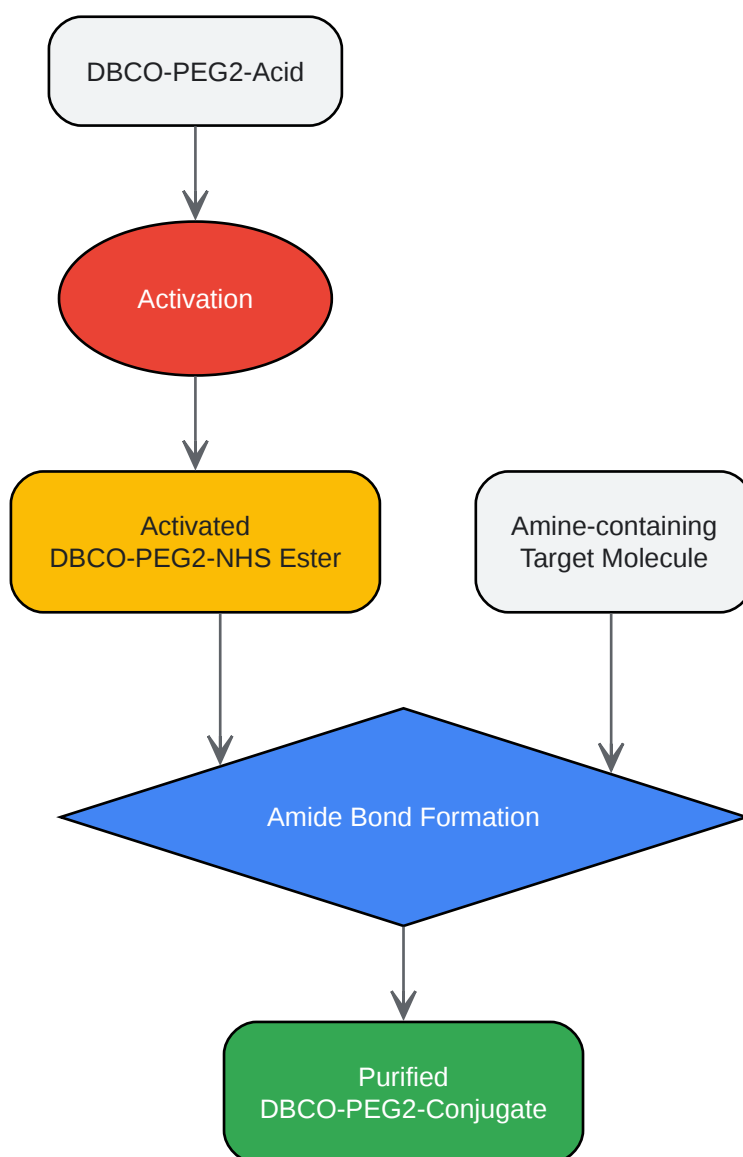 DBCO-PEG2-Acid
Activation
Activated
DBCO-PEG2-NHS Ester
Amine-containing
Target Molecule
Amide Bond Formation
Purified
DBCO-PEG2-Conjugate